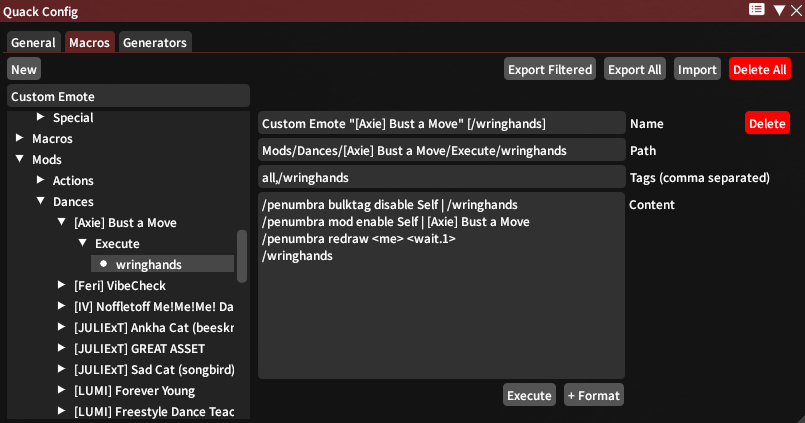 Quack Config
General Macros Generators
New Export Filtered Export All Import Delete All
Custom Emote
Special
Macros
Mods
Actions
Dances
[Axie] Bust a Move
Execute
wringhands
[Feri] VibeCheck
[IV] Noffletoff Me!Me!Me! Da
[JULIExT] Ankha Cat (beeskr
[JULIExT] GREAT ASSET
[JULIExT] Sad Cat (songbird)
[LUMI] Forever Young
[LUMI] Freestyle Dance Teac
Custom Emote "[Axie] Bust a Move" [/wringhands] Name Delete
Mods/Dances/[Axie] Bust a Move/Execute/wringhands Path
all,/wringhands Tags (comma separated)
/penumbra bulktag disable Self | /wringhands Content
/penumbra mod enable Self | [Axie] Bust a Move
/penumbra redraw <me> <wait.1>
/wringhands
Execute + Format